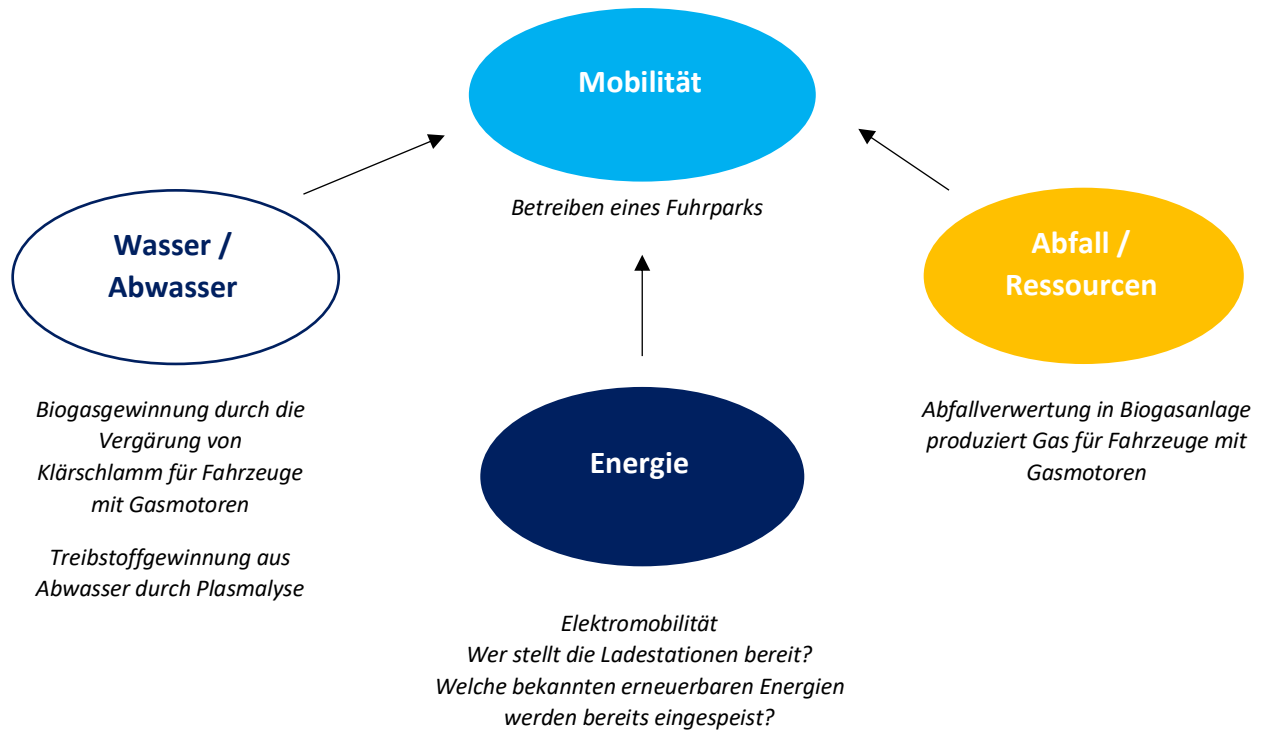 Mobilität
Betreiben eines Fuhrparks
Wasser /
Abwasser
Biogasgewinnung durch die
Vergärung von
Klärschlamm für Fahrzeuge
mit Gasmotoren
Treibstoffgewinnung aus
Abwasser durch Plasmalyse
Energie
Elektromobilität
Wer stellt die Ladestationen bereit?
Welche bekannten erneuerbaren Energien
werden bereits eingespeist?
Abfall /
Ressourcen
Abfallverwertung in Biogasanlage
produziert Gas für Fahrzeuge mit
Gasmotoren